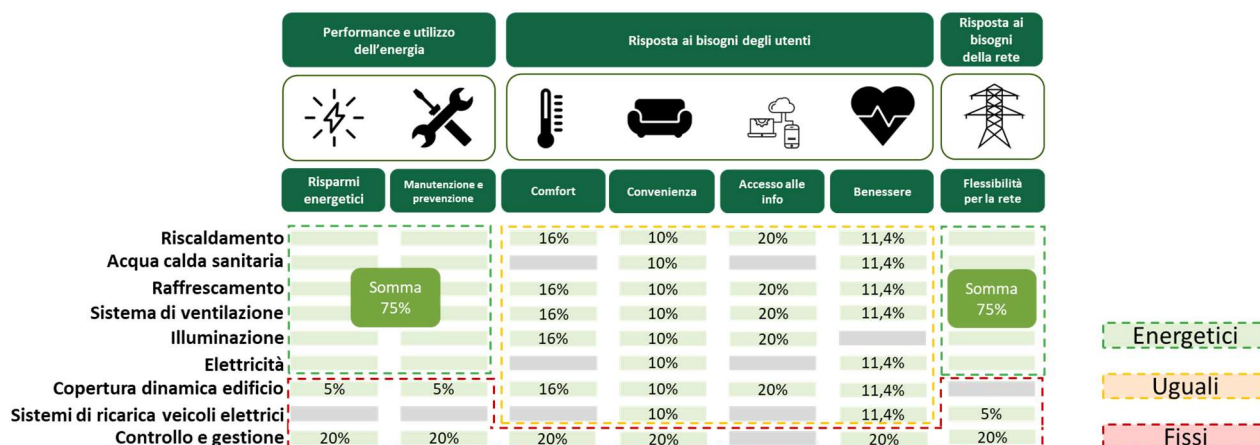 Performance e utilizzo
dell'energia
Risposta ai bisogni degli utenti
Risposta ai
bisogni
della rete
Risparmi
energetici
Manutenzione e
prevenzione
Comfort
Convenienza
Accesso alle
info
Benessere
Flessibilità
per la rete
Riscaldamento 16% 10% 20% 11,4%
Acqua calda sanitaria 10% 11,4%
Raffrescamento 16% 10% 20% 11,4%
Sistema di ventilazione 16% 10% 20% 11,4%
Illuminazione 16% 10% 20%
Elettricità 10% 11,4%
Copertura dinamica edificio 5% 5% 16% 10% 20% 11,4%
Sistemi di ricarica veicoli elettrici 10% 11,4% 5%
Controllo e gestione 20% 20% 20% 20% 20% 20%
Somma
75%
Somma
75%
Energetici
Uguali
Fissi